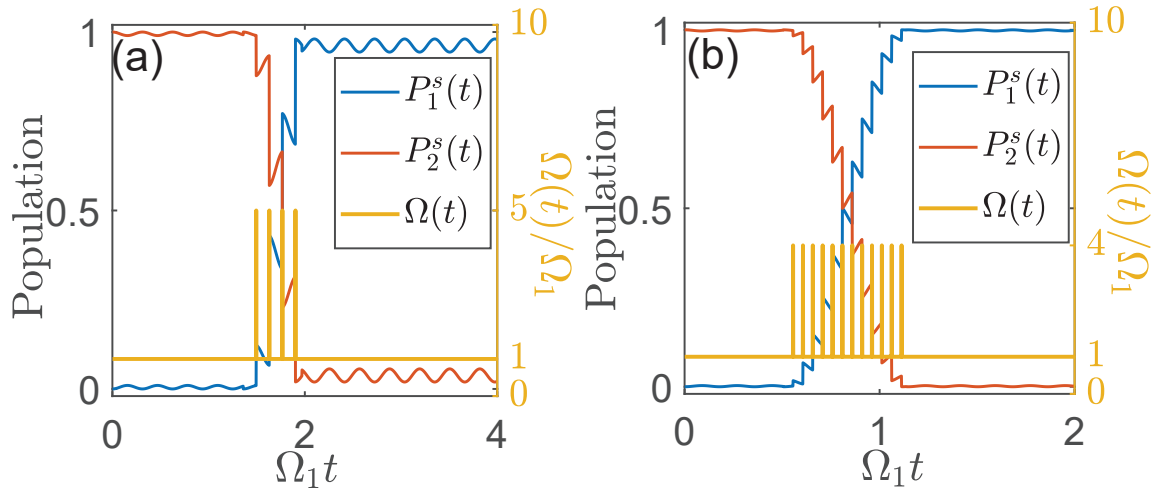 (a)
Population
1
0.5
0
0
2
4
Ω₁t
P₁ˢ(t)
P₂ˢ(t)
Ω(t)
10
5
1
0
Ω(t)/Ω₁
(b)
Population
1
0.5
0
0
1
2
Ω₁t
P₁ˢ(t)
P₂ˢ(t)
Ω(t)
10
4
1
0
Ω(t)/Ω₁